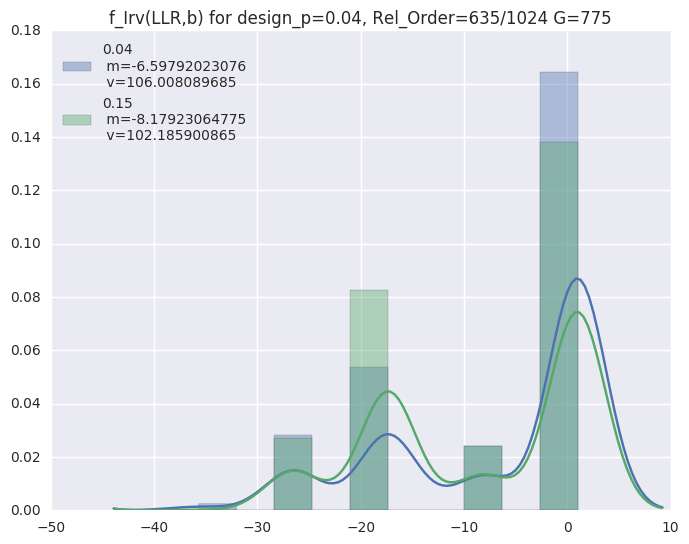 f_Irv(LLR,b) for design_p=0.04, Rel_Order=635/1024 G=775
0.18
0.16
0.14
0.12
0.10
0.08
0.06
0.04
0.02
0.00
0.04
m=-6.59792023076
v=106.008089685
0.15
m=-8.17923064775
v=102.185900865
−50 −40 −30 −20 −10 0 10